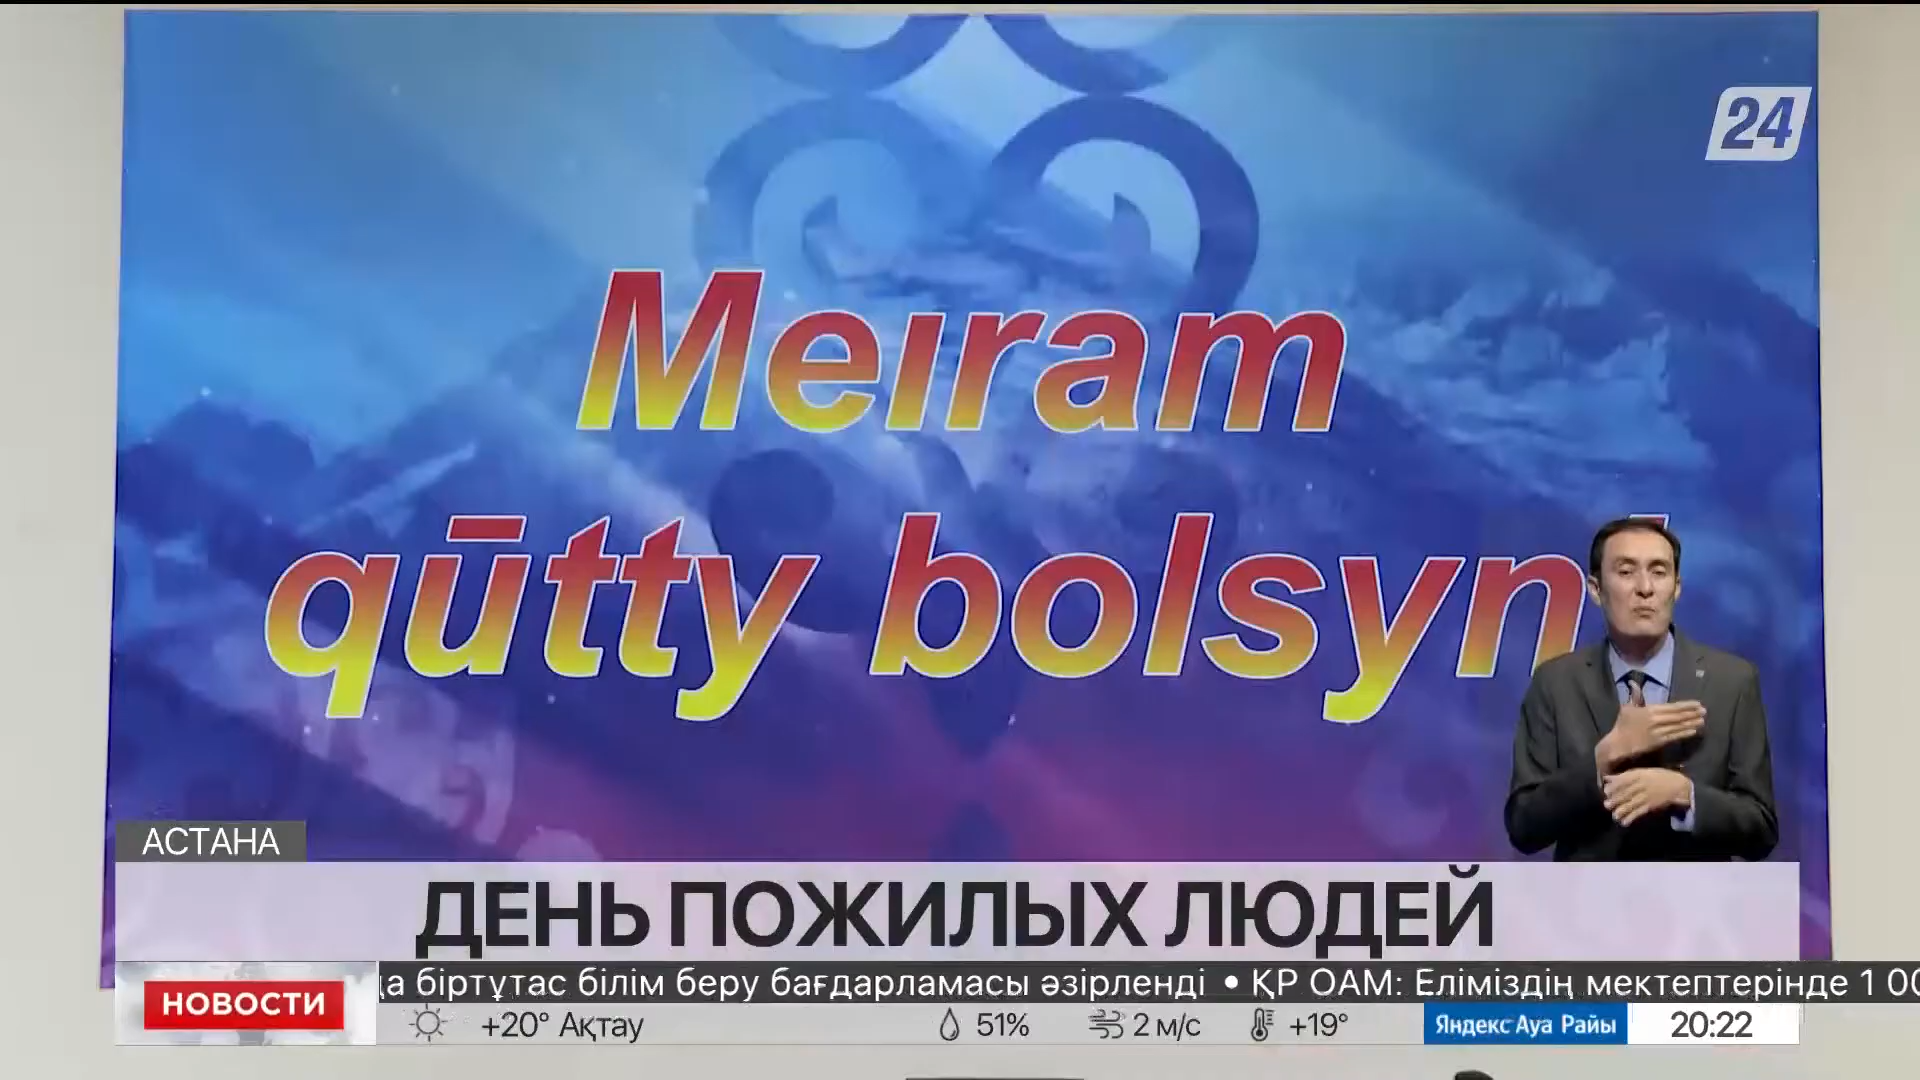 24
Meıram
qūtty bolsyn
АСТАНА
ДЕНЬ ПОЖИЛЫХ ЛЮДЕЙ
НОВОСТИ
біртұтас білім беру бағдарламасы әзірленді • ҚР ОАМ: Еліміздің мектептерінде 1
+20° Ақтау 51% 2 м/с +19° Яндекс Ауа Райы 20:22